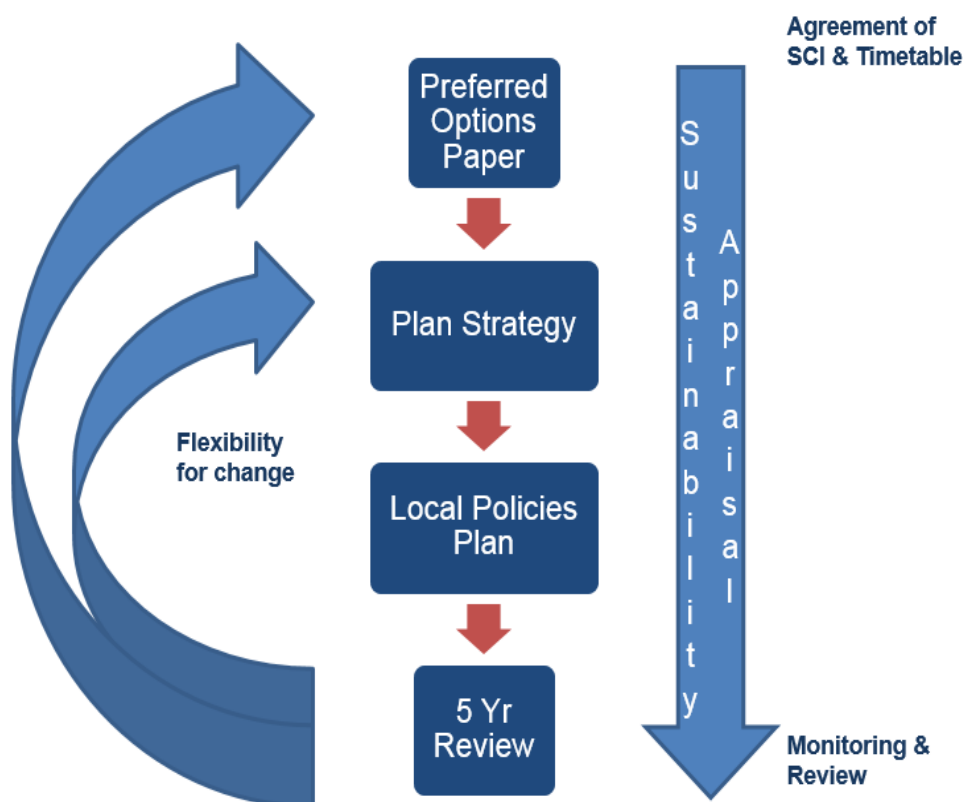 Agreement of
SCI & Timetable
Preferred
Options
Paper
Plan Strategy
Flexibility
for change
Local Policies
Plan
5 Yr
Review
Sustainability
Appraisal
Monitoring &
Review